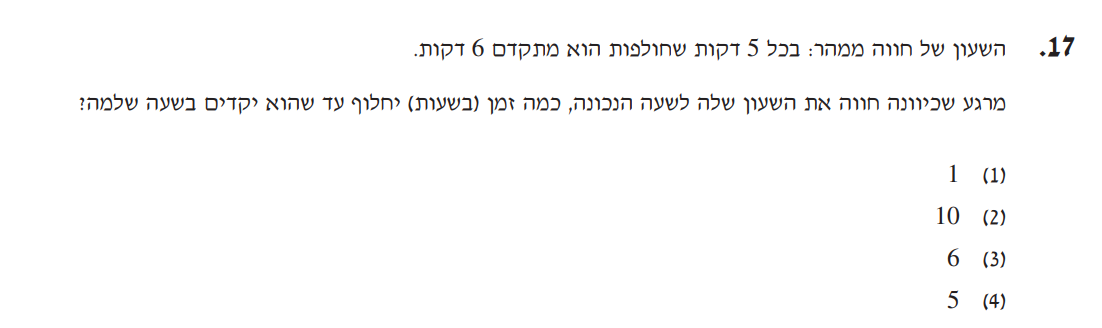 17. השעון של חווה ממהר: בכל 5 דקות שחולפות הוא מתקדם 6 דקות.
מרגע שכיוונה חווה את השעון שלה לשעה הנכונה, כמה זמן (בשעות) יחלוף עד שהוא יקדים בשעה שלמה?
(1) 1
(2) 10
(3) 6
(4) 5